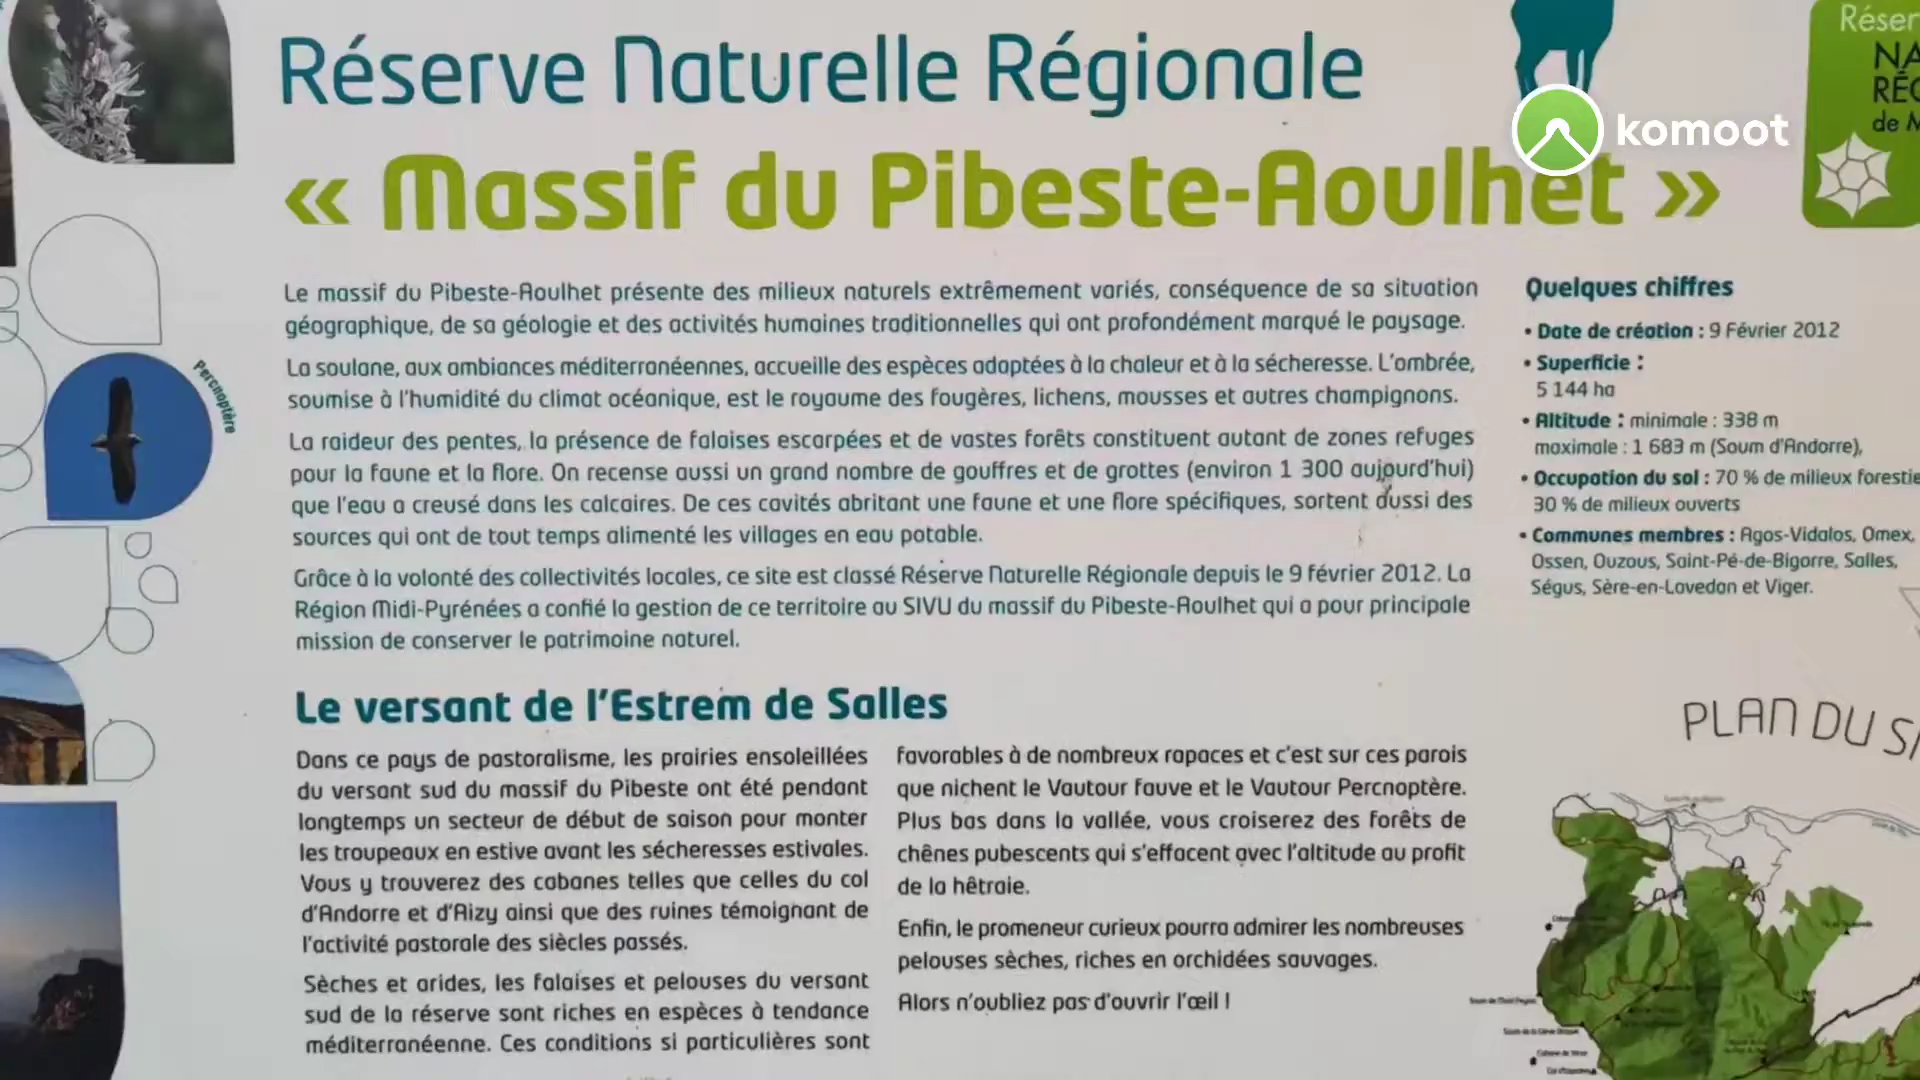 Réserve Naturelle Régionale
« Massif du Pibeste-Aoulhet »
komoot
Réser
NA
RÉG
de M
Percnoptère
Le massif du Pibeste-Aoulhet présente des milieux naturels extrêmement variés, conséquence de sa situation
géographique, de sa géologie et des activités humaines traditionnelles qui ont profondément marqué le paysage.
La soulane, aux ambiances méditerranéennes, accueille des espèces adaptées à la chaleur et à la sécheresse. L'ombrée,
soumise à l'humidité du climat océanique, est le royaume des fougères, lichens, mousses et autres champignons.
La raideur des pentes, la présence de falaises escarpées et de vastes forêts constituent autant de zones refuges
pour la faune et la flore. On recense aussi un grand nombre de gouffres et de grottes (environ 1 300 aujourd'hui)
que l'eau a creusé dans les calcaires. De ces cavités abritant une faune et une flore spécifiques, sortent aussi des
sources qui ont de tout temps alimenté les villages en eau potable.
Grâce à la volonté des collectivités locales, ce site est classé Réserve Naturelle Régionale depuis le 9 février 2012. La
Région Midi-Pyrénées a confié la gestion de ce territoire au SIVU du massif du Pibeste-Aoulhet qui a pour principale
mission de conserver le patrimoine naturel.
Quelques chiffres
• Date de création : 9 Février 2012
• Superficie :
5 144 ha
• Altitude : minimale : 338 m
maximale : 1 683 m (Soum d'Andorre),
• Occupation du sol : 70 % de milieux forestie
30 % de milieux ouverts
• Communes membres : Agos-Vidalos, Omex,
Ossen, Ouzous, Saint-Pé-de-Bigorre, Salles,
Ségus, Sère-en-Lavedan et Viger.
Le versant de l'Estrem de Salles
Dans ce pays de pastoralisme, les prairies ensoleillées
du versant sud du massif du Pibeste ont été pendant
longtemps un secteur de début de saison pour monter
les troupeaux en estive avant les sécheresses estivales.
Vous y trouverez des cabanes telles que celles du col
d'Andorre et d'Aizy ainsi que des ruines témoignant de
l'activité pastorale des siècles passés.
Sèches et arides, les falaises et pelouses du versant
sud de la réserve sont riches en espèces à tendance
méditerranéenne. Ces conditions si particulières sont
favorables à de nombreux rapaces et c'est sur ces parois
que nichent le Vautour fauve et le Vautour Percnoptère.
Plus bas dans la vallée, vous croiserez des forêts de
chênes pubescents qui s'effacent avec l'altitude au profit
de la hêtraie.
Enfin, le promeneur curieux pourra admirer les nombreuses
pelouses sèches, riches en orchidées sauvages.
Alors n'oubliez pas d'ouvrir l'œil !
PLAN DU SI